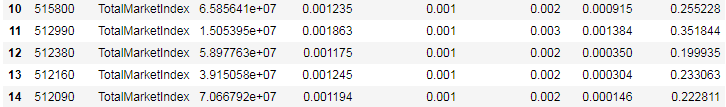 10 515800 TotalMarketIndex 6.585641e+07 0.001235 0.001 0.002 0.000915 0.255228
11 512990 TotalMarketIndex 1.505395e+07 0.001863 0.001 0.003 0.001384 0.351844
12 512380 TotalMarketIndex 5.897763e+07 0.001175 0.001 0.002 0.000350 0.199935
13 512160 TotalMarketIndex 3.915058e+07 0.001245 0.001 0.002 0.000304 0.233063
14 512090 TotalMarketIndex 7.066792e+07 0.001194 0.001 0.002 0.000146 0.222811